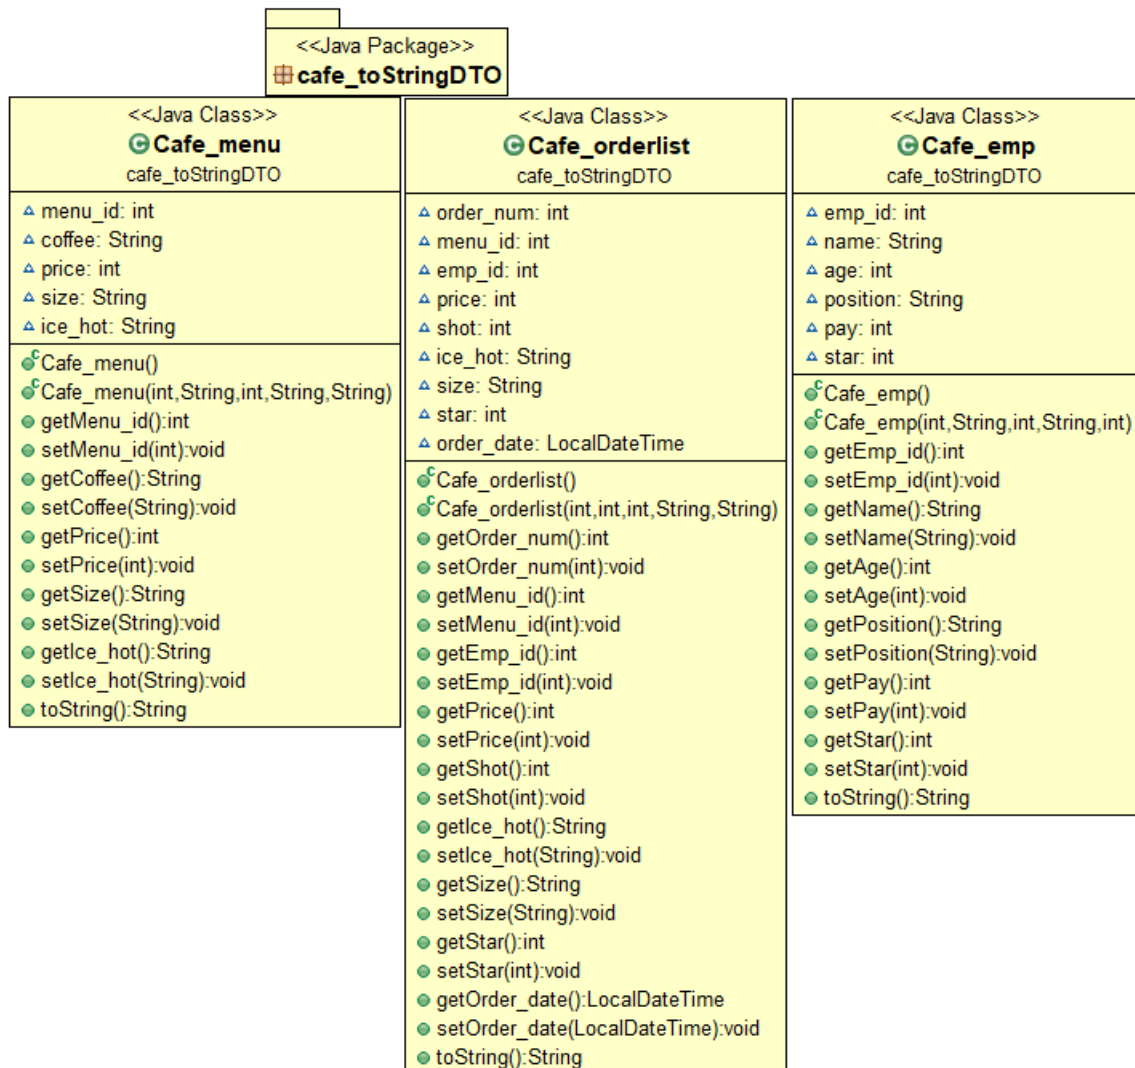 <<Java Package>>
cafe_toStringDTO
<<Java Class>>
Cafe_menu
cafe_toStringDTO
menu_id: int
coffee: String
price: int
size: String
ice_hot: String
Cafe_menu()
Cafe_menu(int,String,int,String,String)
getMenu_id():int
setMenu_id(int):void
getCoffee():String
setCoffee(String):void
getPrice():int
setPrice(int):void
getSize():String
setSize(String):void
getIce_hot():String
setIce_hot(String):void
toString():String
<<Java Class>>
Cafe_orderlist
cafe_toStringDTO
order_num: int
menu_id: int
emp_id: int
price: int
shot: int
ice_hot: String
size: String
star: int
order_date: LocalDateTime
Cafe_orderlist()
Cafe_orderlist(int,int,int,String,String)
getOrder_num():int
setOrder_num(int):void
getMenu_id():int
setMenu_id(int):void
getEmp_id():int
setEmp_id(int):void
getPrice():int
setPrice(int):void
getShot():int
setShot(int):void
getIce_hot():String
setIce_hot(String):void
getSize():String
setSize(String):void
getStar():int
setStar(int):void
getOrder_date():LocalDateTime
setOrder_date(LocalDateTime):void
toString():String
<<Java Class>>
Cafe_emp
cafe_toStringDTO
emp_id: int
name: String
age: int
position: String
pay: int
star: int
Cafe_emp()
Cafe_emp(int,String,int,String,int)
getEmp_id():int
setEmp_id(int):void
getName():String
setName(String):void
getAge():int
setAge(int):void
getPosition():String
setPosition(String):void
getPay():int
setPay(int):void
getStar():int
setStar(int):void
toString():String